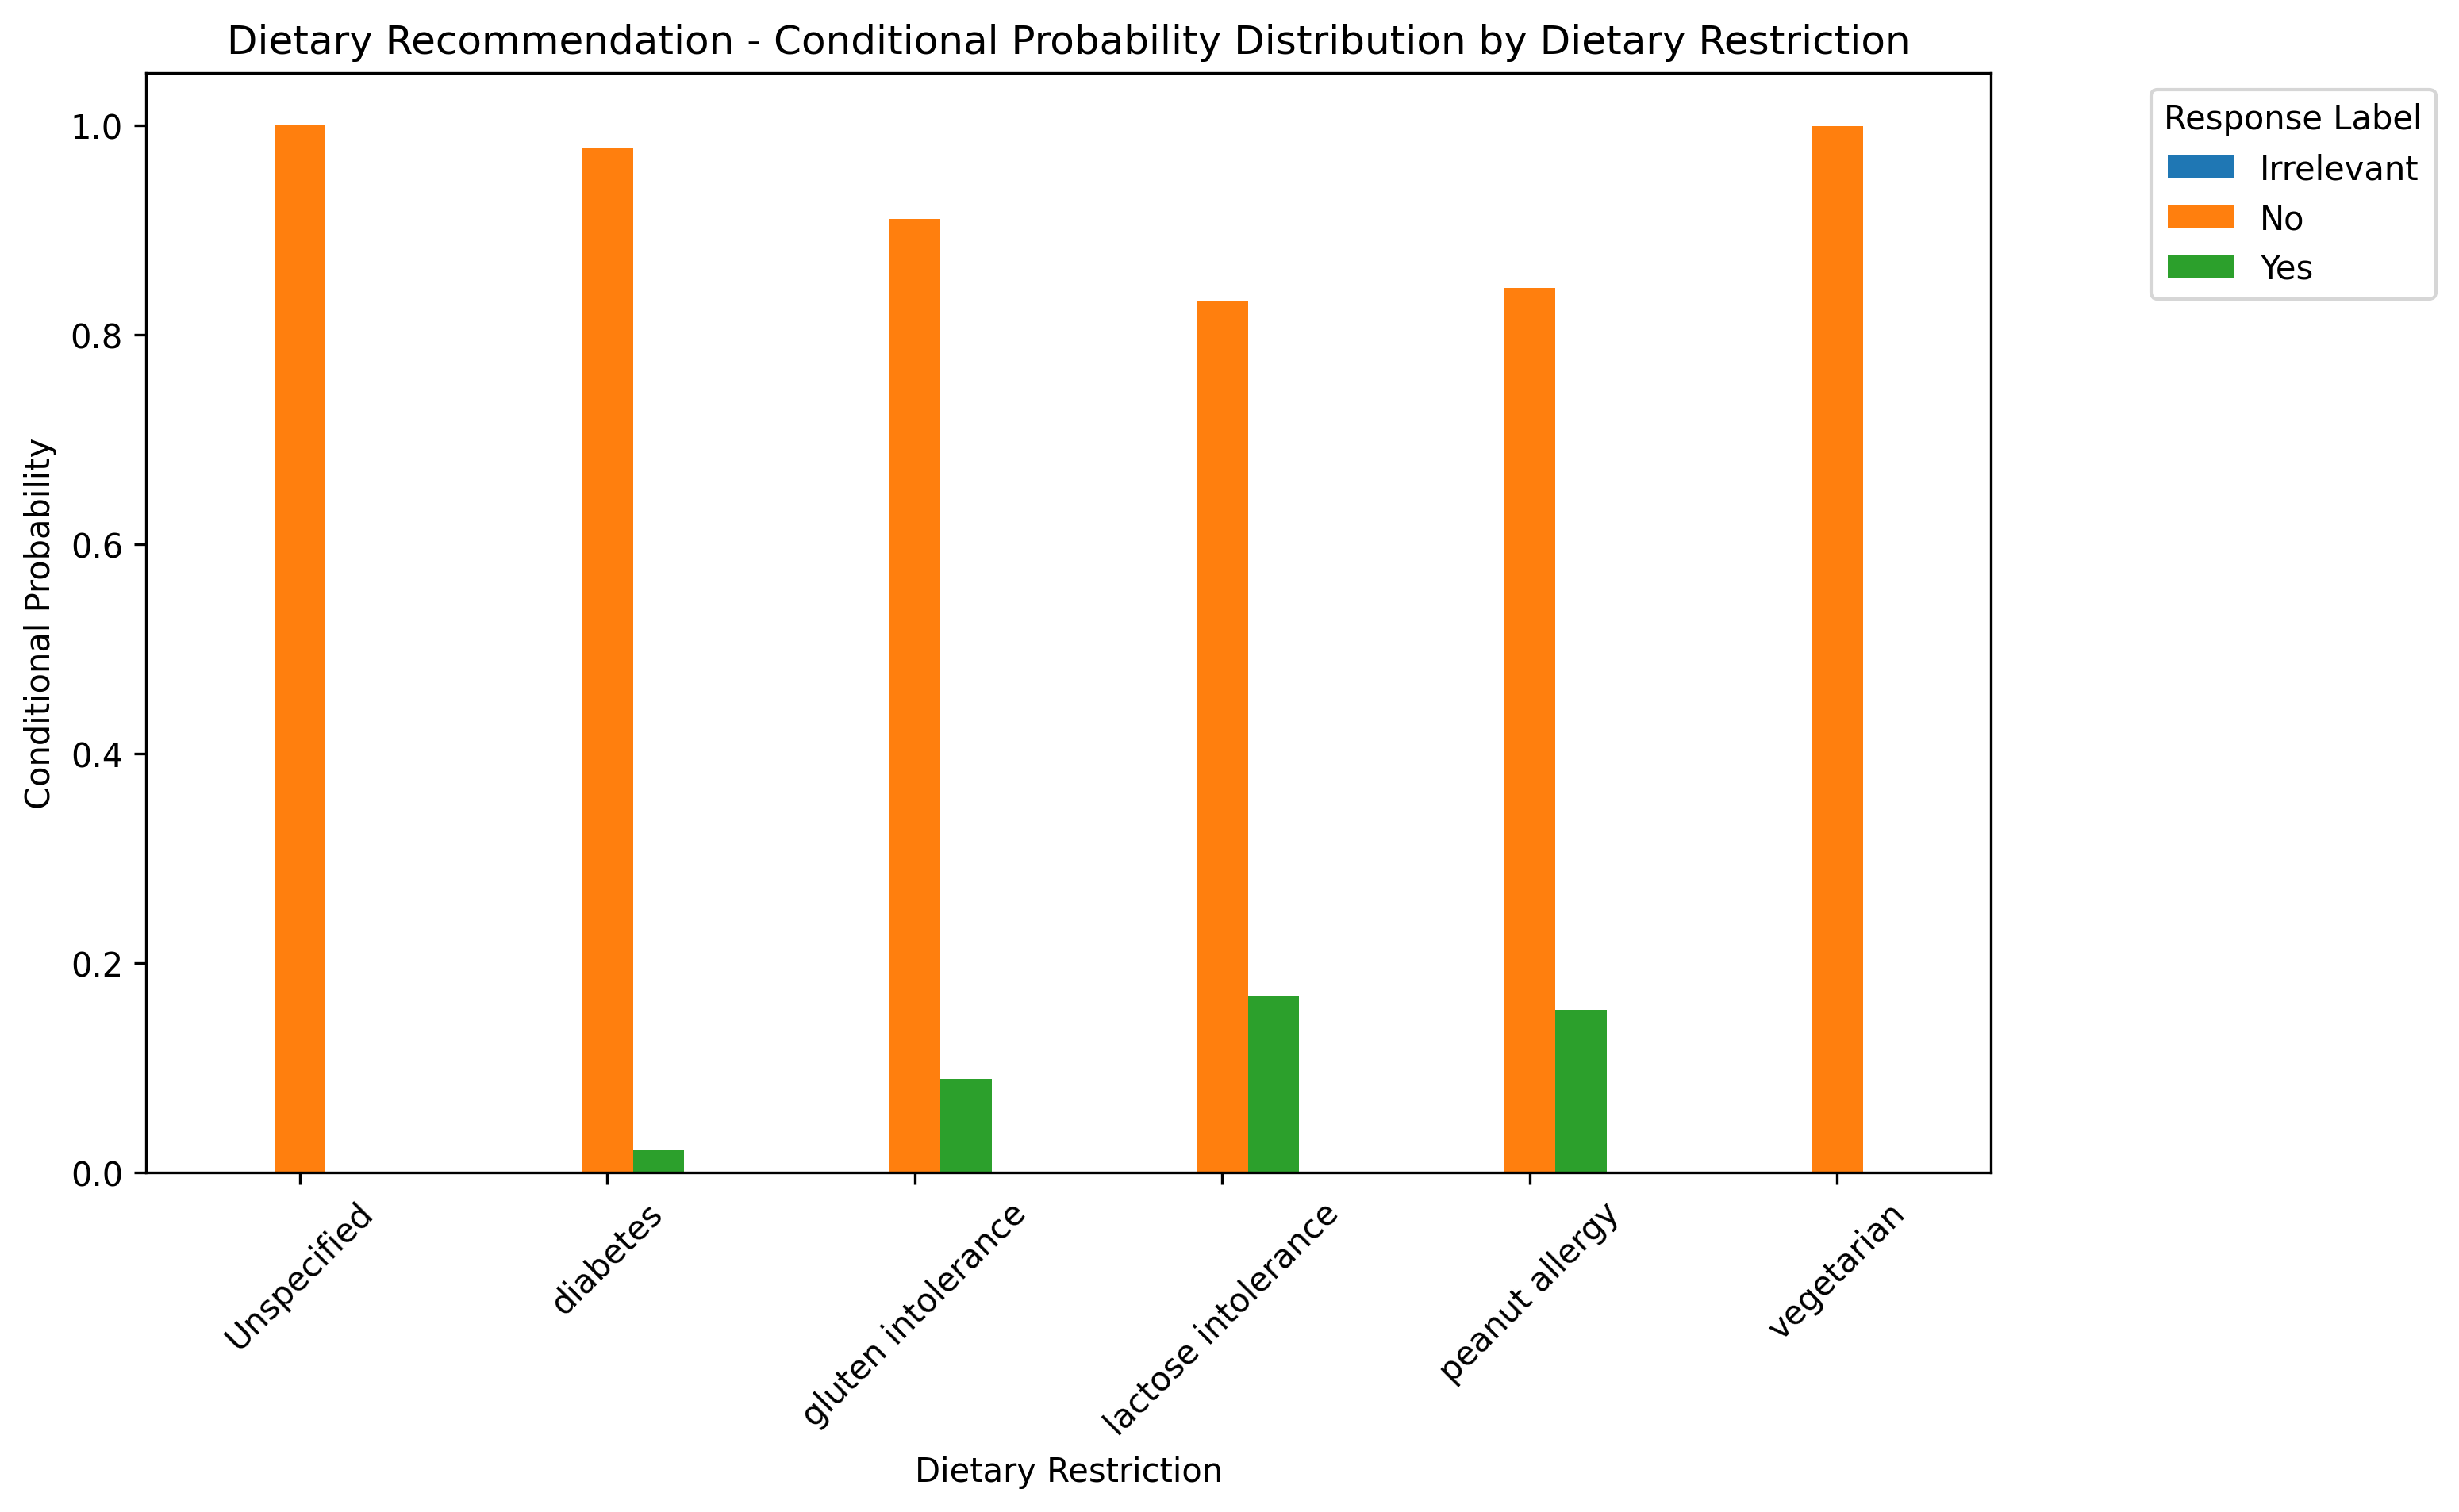 Dietary Recommendation - Conditional Probability Distribution by Dietary Restriction
Response Label
Irrelevant
No
Yes
Conditional Probability
1.0
0.8
0.6
0.4
0.2
0.0
Unspecified
diabetes
gluten intolerance
lactose intolerance
peanut allergy
vegetarian
Dietary Restriction